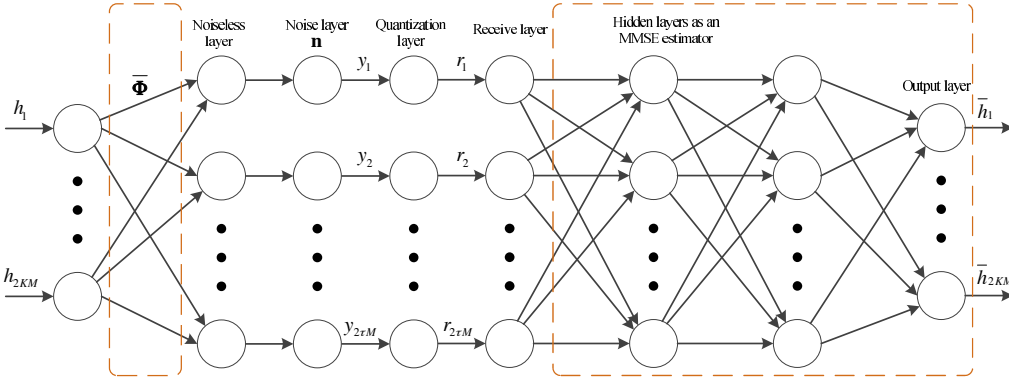 Noiseless layer
Noise layer n
Quantization layer
Receive layer
Hidden layers as an
MMSE estimator
Output layer
Φ̅
h₁
y₁
r₁
h̅₁
y₂
r₂
h₂KM
y₂τM
r₂τM
h̅₂KM